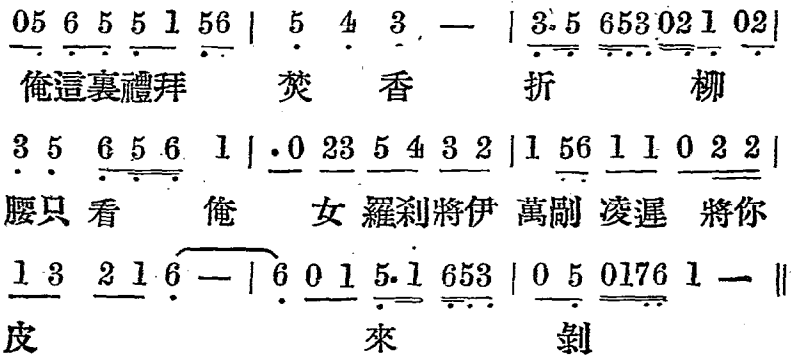 05 6 5 5 1 56 | 5 4 3 — | 3. 5 653 02 1 02 |
俺這裏禮拜 焚 香 折 柳
3 5 6 5 6 1 | .0 23 5 4 3 2 | 1 56 1 1 0 2 2 |
腰只 看 俺 女 羅刹將伊 萬剮 凌遲 將你
1 3 2 1 6 — | 6 0 1 5. 1 653 | 0 5 0176 1 — ‖
皮 來 剝